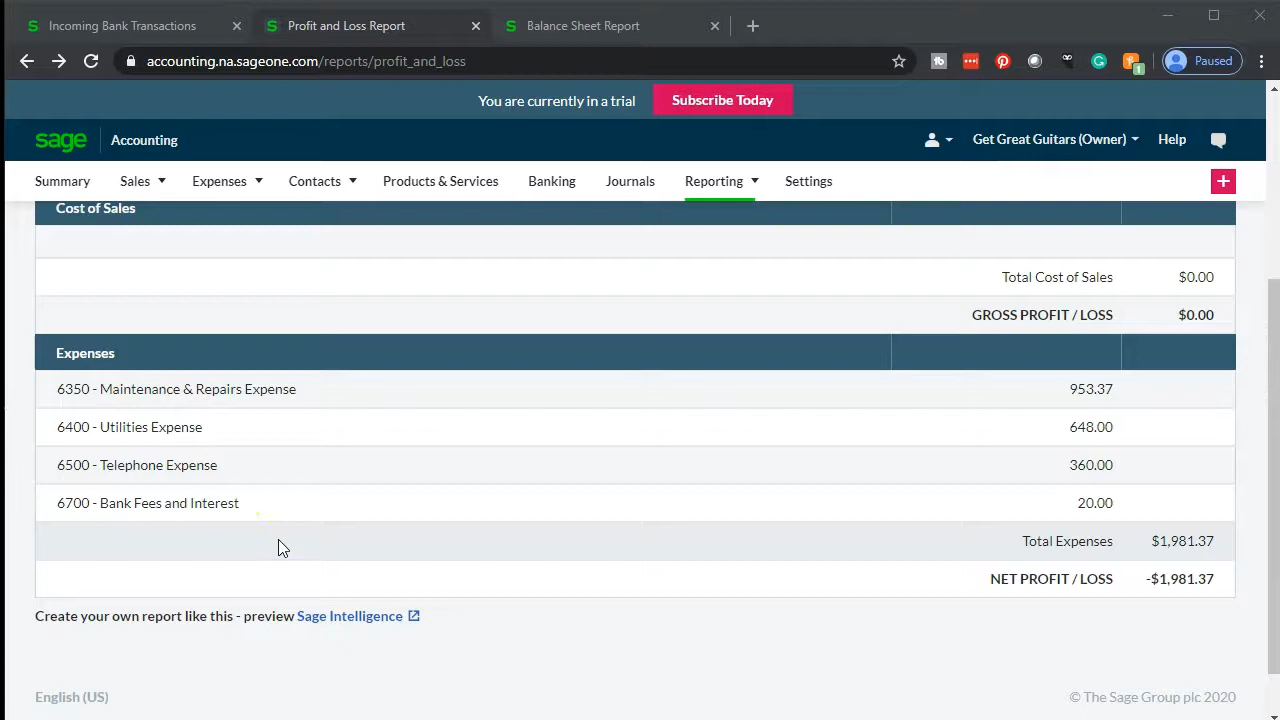 Incoming Bank Transactions
Profit and Loss Report
Balance Sheet Report
accounting.na.sageone.com/reports/profit_and_loss
Paused
You are currently in a trial
Subscribe Today
sage
Accounting
Get Great Guitars (Owner)
Help
Summary
Sales
Expenses
Contacts
Products & Services
Banking
Journals
Reporting
Settings
Cost of Sales
Total Cost of Sales $0.00
GROSS PROFIT / LOSS $0.00
Expenses
6350 - Maintenance & Repairs Expense 953.37
6400 - Utilities Expense 648.00
6500 - Telephone Expense 360.00
6700 - Bank Fees and Interest 20.00
Total Expenses $1,981.37
NET PROFIT / LOSS -$1,981.37
Create your own report like this - preview Sage Intelligence
English (US)
© The Sage Group plc 2020